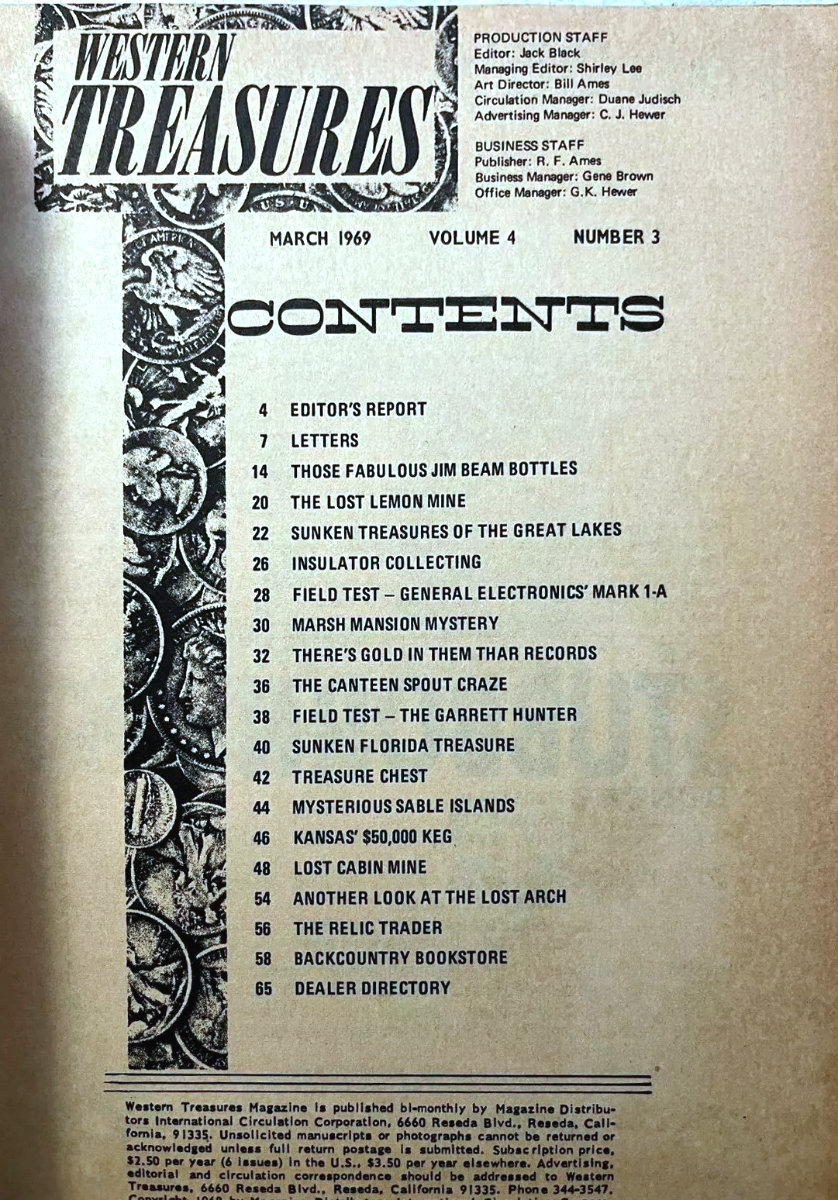 WESTERN
TREASURES
PRODUCTION STAFF
Editor: Jack Black
Managing Editor: Shirley Lee
Art Director: Bill Ames
Circulation Manager: Duane Judisch
Advertising Manager: C. J. Hewer
BUSINESS STAFF
Publisher: R. F. Ames
Business Manager: Gene Brown
Office Manager: G.K. Hewer
MARCH 1969 VOLUME 4 NUMBER 3
CONTENTS
4 EDITOR'S REPORT
7 LETTERS
14 THOSE FABULOUS JIM BEAM BOTTLES
20 THE LOST LEMON MINE
22 SUNKEN TREASURES OF THE GREAT LAKES
26 INSULATOR COLLECTING
28 FIELD TEST – GENERAL ELECTRONICS' MARK 1-A
30 MARSH MANSION MYSTERY
32 THERE'S GOLD IN THEM THAR RECORDS
36 THE CANTEEN SPOUT CRAZE
38 FIELD TEST – THE GARRETT HUNTER
40 SUNKEN FLORIDA TREASURE
42 TREASURE CHEST
44 MYSTERIOUS SABLE ISLANDS
46 KANSAS' $50,000 KEG
48 LOST CABIN MINE
54 ANOTHER LOOK AT THE LOST ARCH
56 THE RELIC TRADER
58 BACKCOUNTRY BOOKSTORE
65 DEALER DIRECTORY
Western Treasures Magazine is published bi-monthly by Magazine Distribu-
tors International Circulation Corporation, 6660 Reseda Blvd., Reseda, Cali-
fornia, 91335. Unsolicited manuscripts or photographs cannot be returned or
acknowledged unless full return postage is submitted. Subscription price,
$2.50 per year (6 issues) in the U.S., $3.50 per year elsewhere. Advertising,
editorial and circulation correspondence should be addressed to Western
Treasures, 6660 Reseda Blvd., Reseda, California 91335. Phone 344-3547.